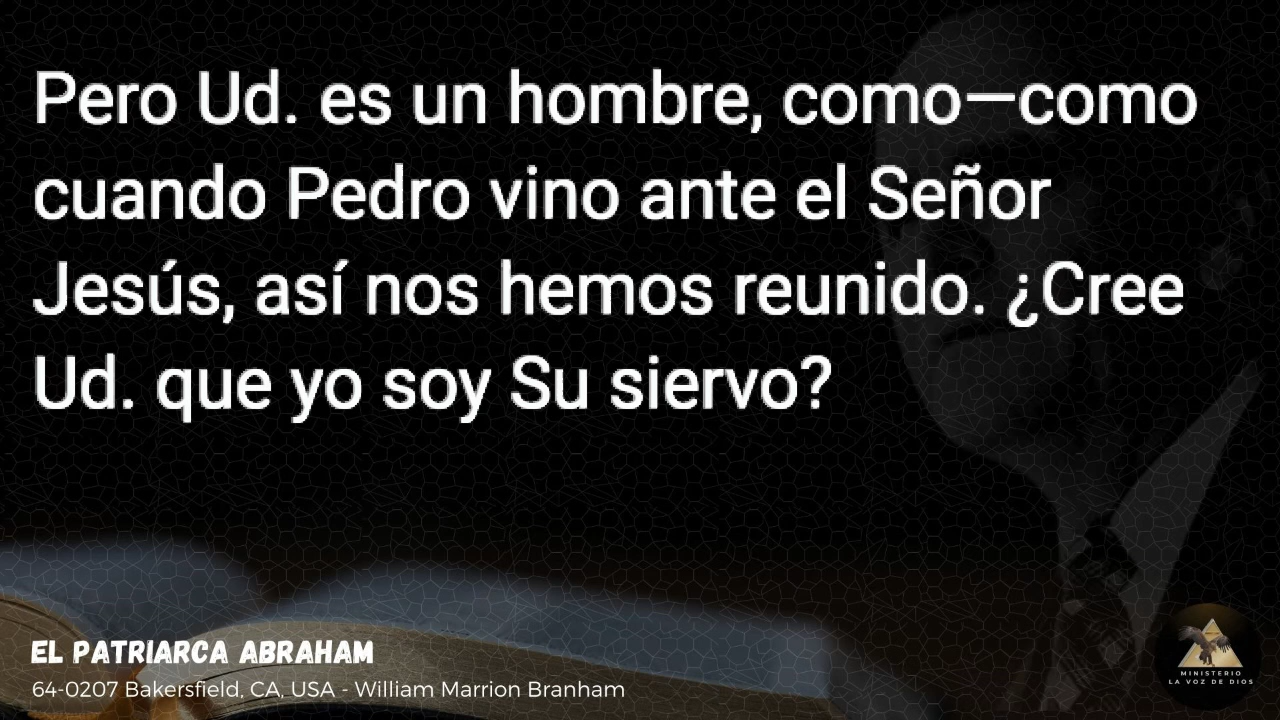 Pero Ud. es un hombre, como—como
cuando Pedro vino ante el Señor
Jesús, así nos hemos reunido. ¿Cree
Ud. que yo soy Su siervo?
EL PATRIARCA ABRAHAM
64-0207 Bakersfield, CA, USA - William Marrion Branham
MINISTERIO
LA VOZ DE DIOS